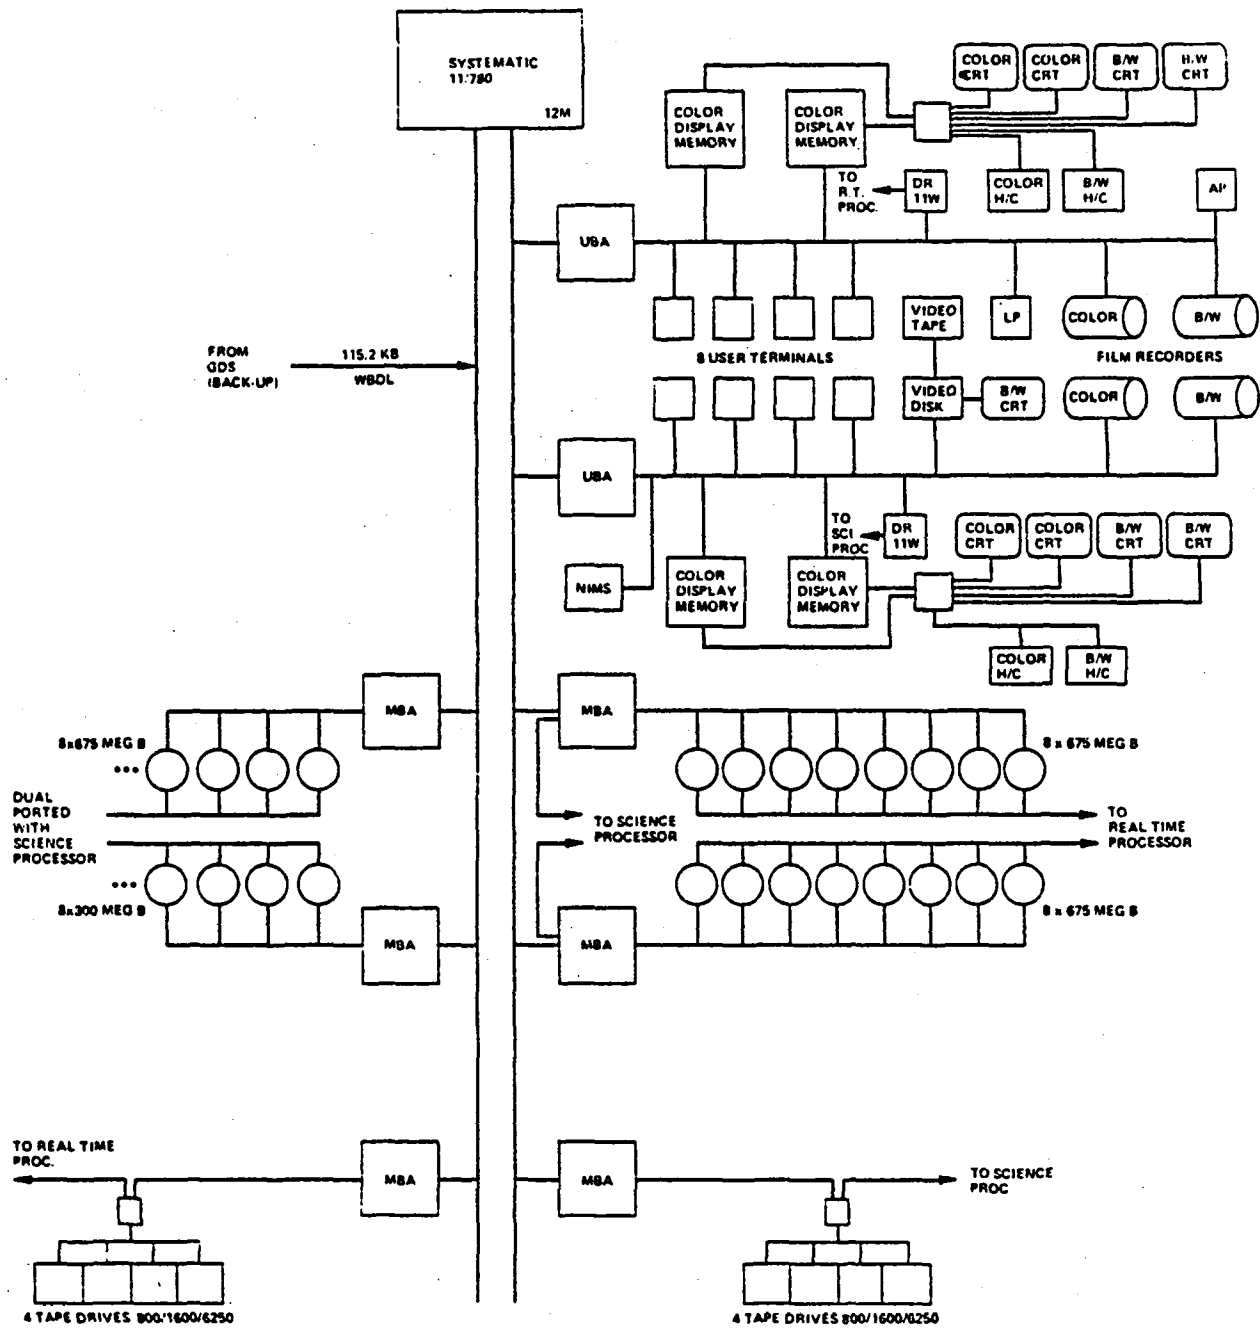 SYSTEMATIC
11/780
12M
COLOR
CRT
COLOR
CRT
B/W
CRT
B/W
CRT
COLOR
DISPLAY
MEMORY
COLOR
DISPLAY
MEMORY
TO
R.T.
PROC.
DR
11W
COLOR
H/C
B/W
H/C
AP
UBA
VIDEO
TAPE
LP
COLOR
B/W
8 USER TERMINALS
FILM RECORDERS
FROM
GDS
(BACK-UP)
115.2 KB
WBDL
VIDEO
DISK
B/W
CRT
COLOR
B/W
UBA
TO
SCI
PROC
DR
11W
COLOR
CRT
COLOR
CRT
B/W
CRT
B/W
CRT
NIMS
COLOR
DISPLAY
MEMORY
COLOR
DISPLAY
MEMORY
COLOR
H/C
B/W
H/C
MBA
MBA
8x675 MEG B
•••
8 x 675 MEG B
DUAL
PORTED
WITH
SCIENCE
PROCESSOR
TO SCIENCE
PROCESSOR
TO
REAL TIME
PROCESSOR
•••
8x300 MEG B
8 x 675 MEG B
MBA
MBA
TO REAL TIME
PROC.
MBA
MBA
TO SCIENCE
PROC
4 TAPE DRIVES 800/1600/6250
4 TAPE DRIVES 800/1600/6250